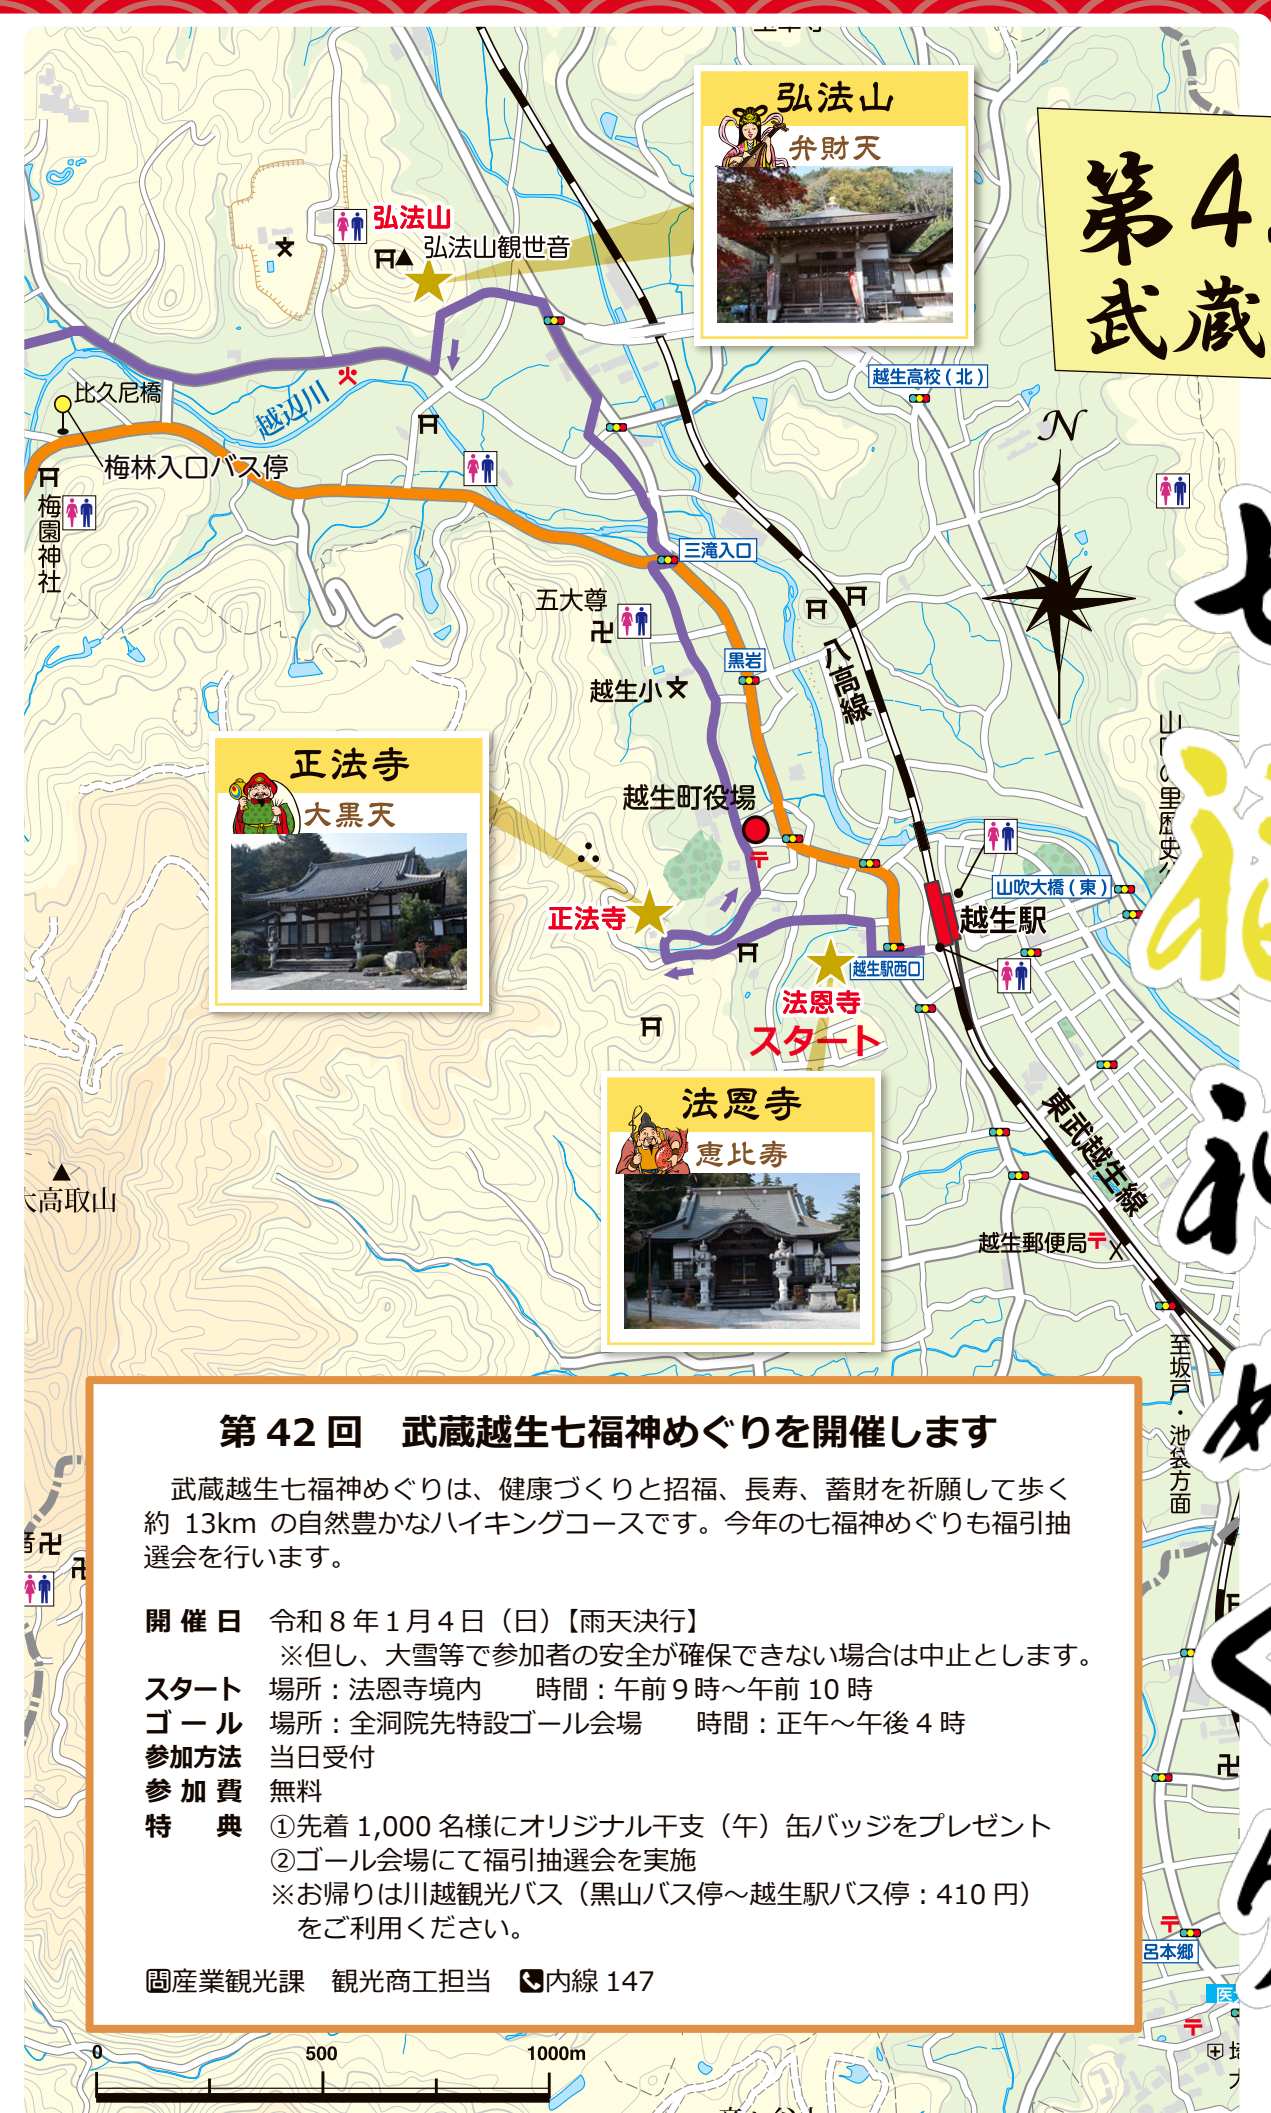 弘法山
弁財天
第4
武蔵
弘法山
弘法山観世音
越生高校(北)
比久尼橋
越辺川
N
梅林入口バス停
梅園神社
三滝入口
五大尊
黒岩
八高線
越生小
正法寺
大黒天
越生町役場
山吹大橋(東)
正法寺
越生駅
越生駅西口
法恩寺
スタート
法恩寺
恵比寿
東武越生線
大高取山
越生郵便局
至坂戸・池袋方面
第42回 武蔵越生七福神めぐりを開催します
武蔵越生七福神めぐりは、健康づくりと招福、長寿、蓄財を祈願して歩く
約 13km の自然豊かなハイキングコースです。今年の七福神めぐりも福引抽
選会を行います。
開催日 令和8年1月4日(日)【雨天決行】
※但し、大雪等で参加者の安全が確保できない場合は中止とします。
スタート 場所:法恩寺境内 時間:午前9時~午前10時
ゴール 場所:全洞院先特設ゴール会場 時間:正午~午後4時
参加方法 当日受付
参加費 無料
特典 ①先着1,000名様にオリジナル干支(午)缶バッジをプレゼント
②ゴール会場にて福引抽選会を実施
※お帰りは川越観光バス(黒山バス停~越生駅バス停:410円)
をご利用ください。
問産業観光課 観光商工担当 内線147
呂本郷
医
0 500 1000m
七福神めぐり